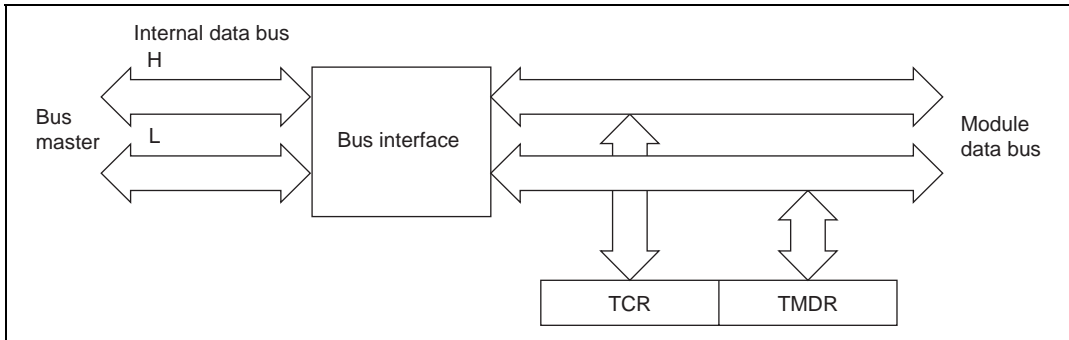 Internal data bus
H
Bus
master
L
Bus interface
Module
data bus
TCR
TMDR